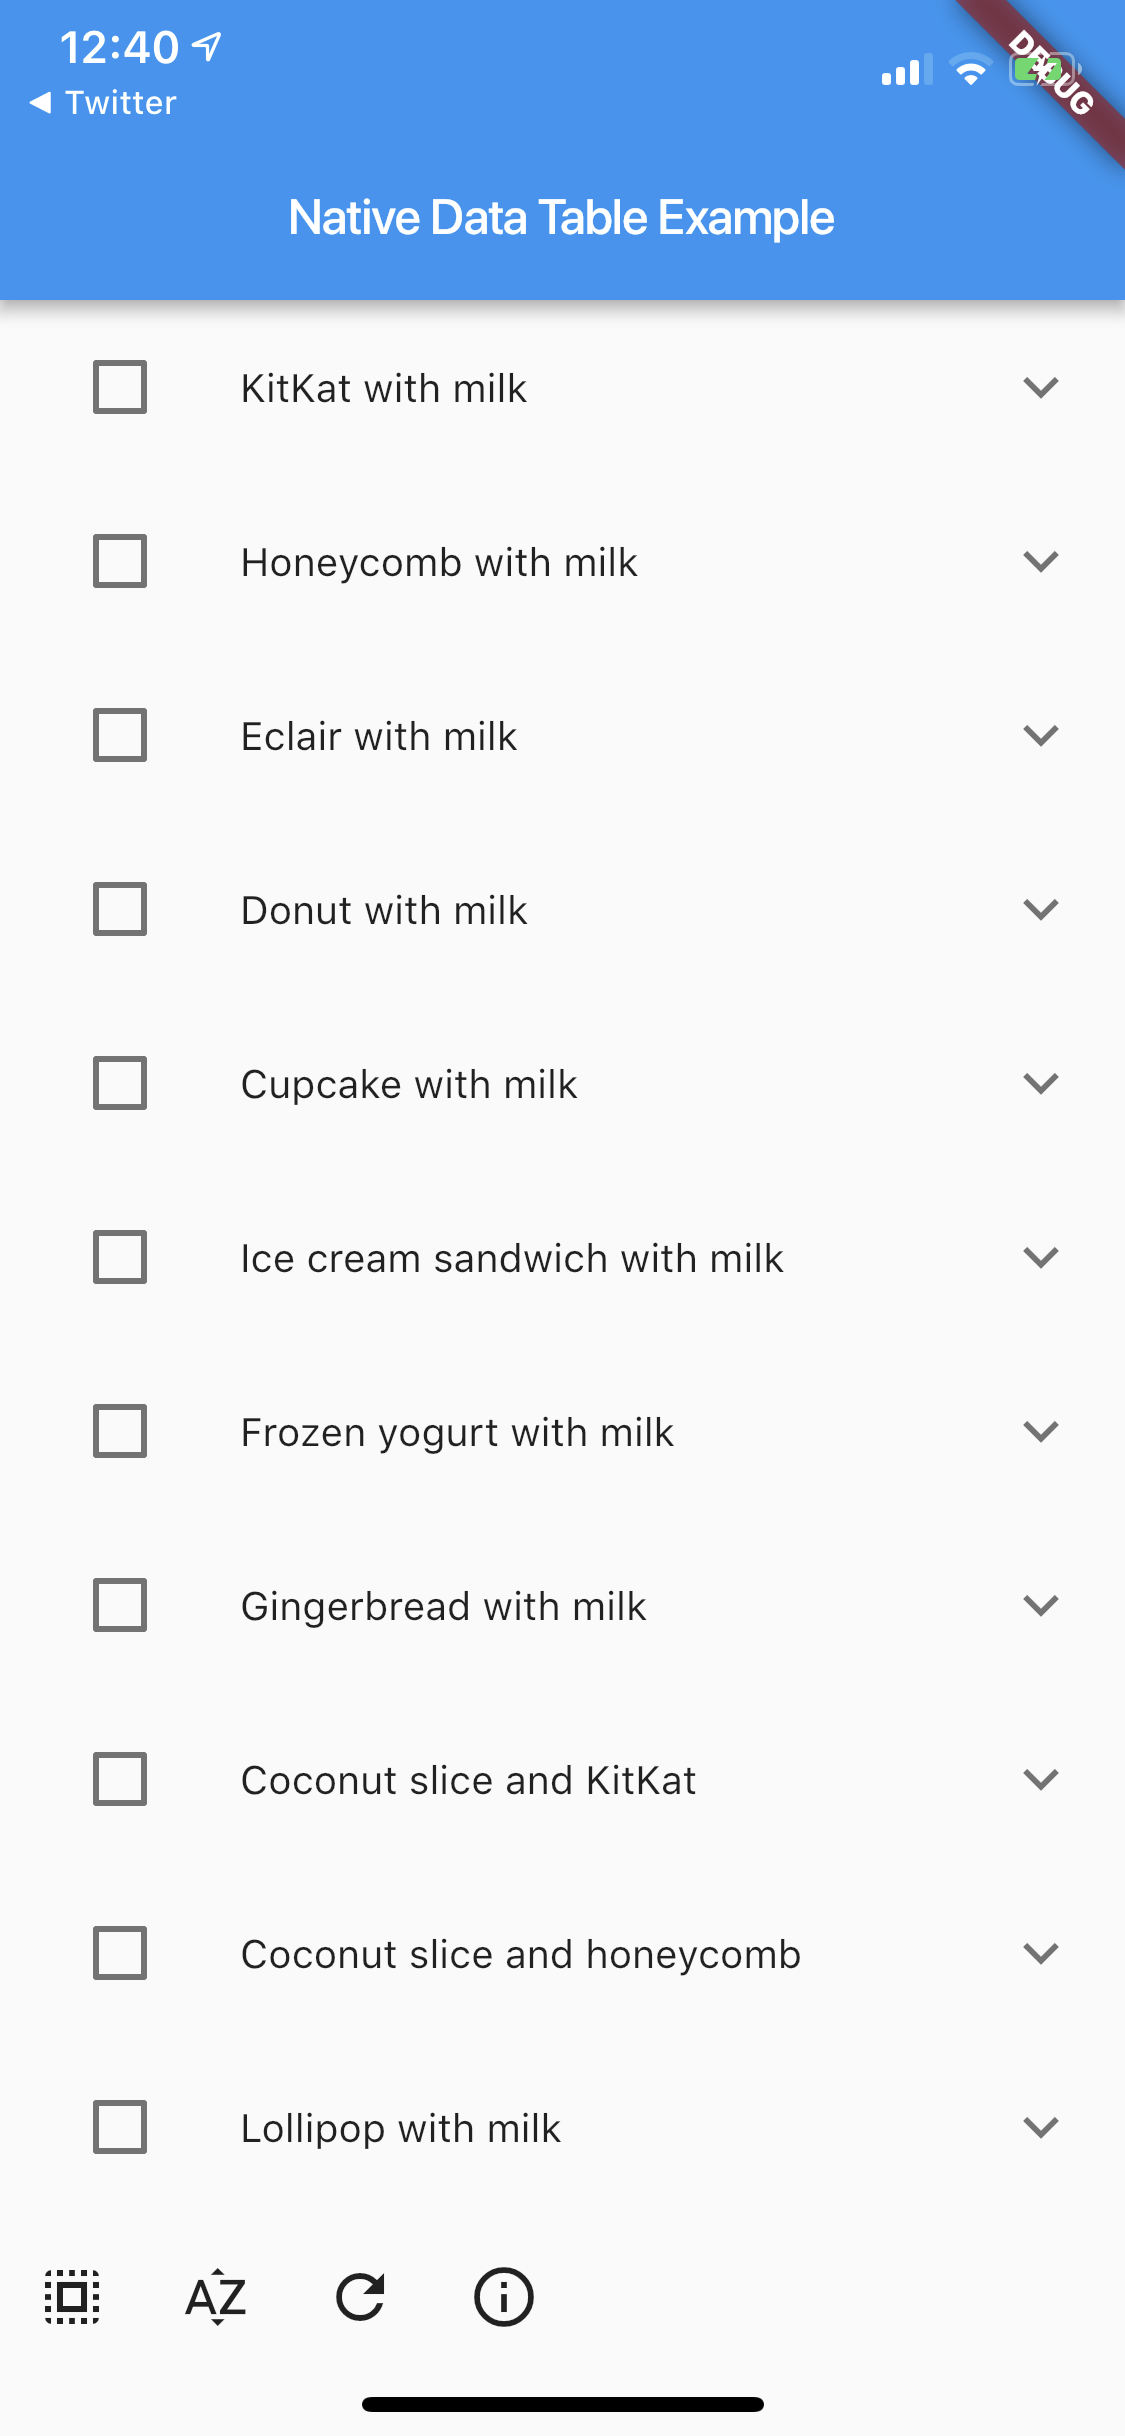 12:40
Twitter
DEBUG
Native Data Table Example
KitKat with milk
Honeycomb with milk
Eclair with milk
Donut with milk
Cupcake with milk
Ice cream sandwich with milk
Frozen yogurt with milk
Gingerbread with milk
Coconut slice and KitKat
Coconut slice and honeycomb
Lollipop with milk
AZ